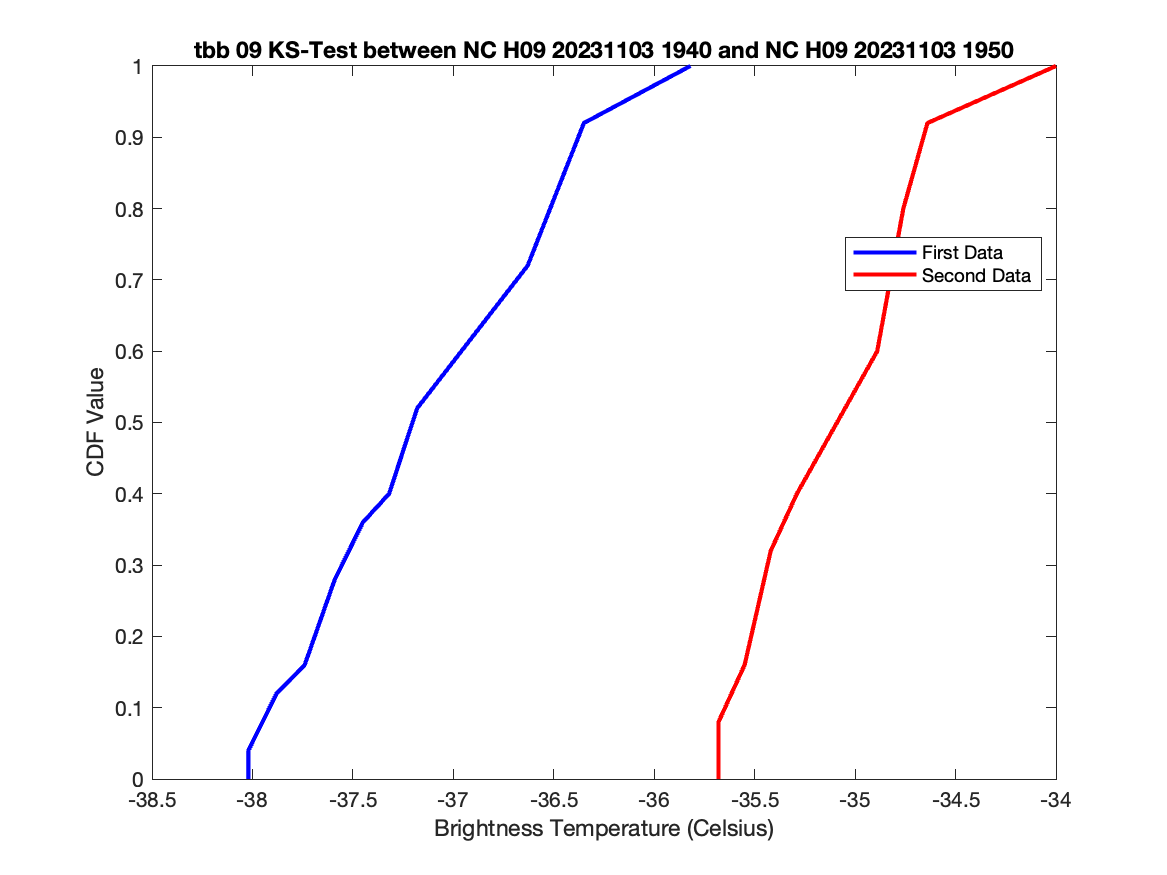 tbb 09 KS-Test between NC H09 20231103 1940 and NC H09 20231103 1950
1
0.9
0.8
0.7
0.6
0.5
0.4
0.3
0.2
0.1
0
CDF Value
First Data
Second Data
-38.5 -38 -37.5 -37 -36.5 -36 -35.5 -35 -34.5 -34
Brightness Temperature (Celsius)